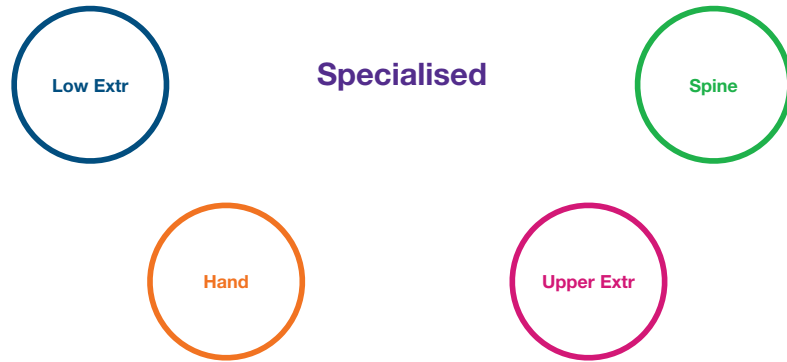 Specialised
Low Extr
Spine
Hand
Upper Extr